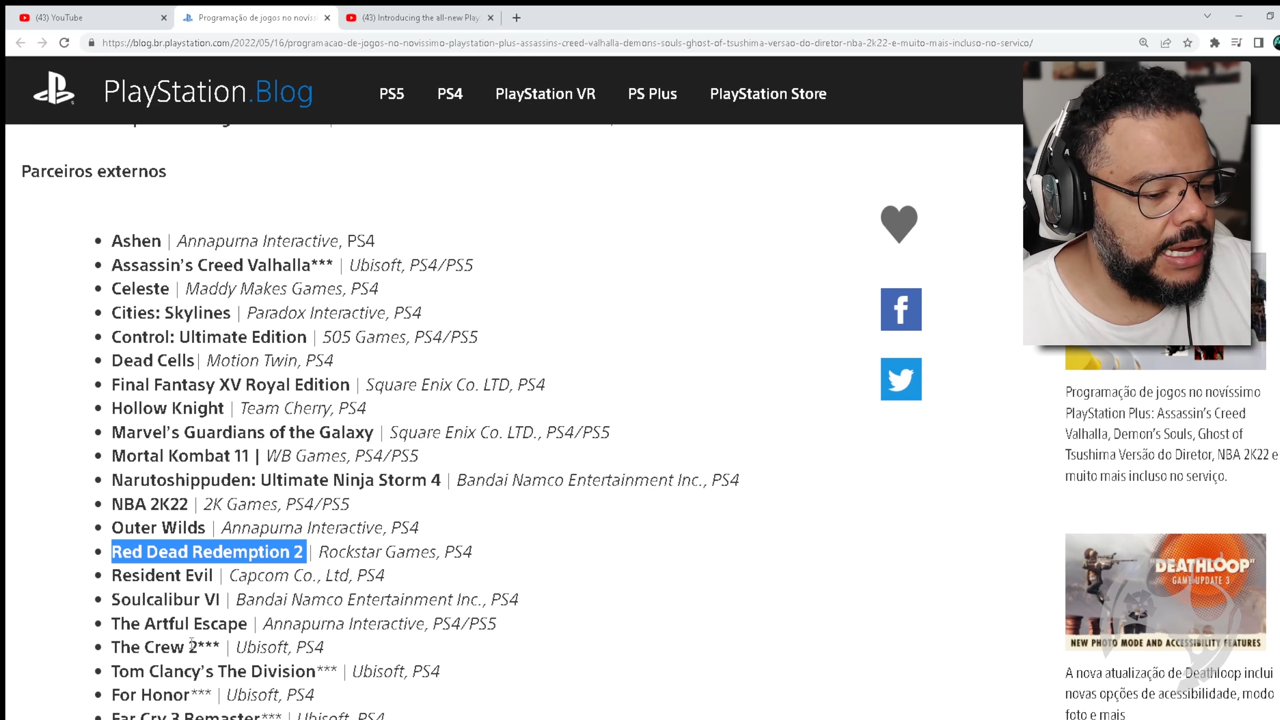 (43) YouTube
Programação de jogos no novíssi
(43) Introducing the all-new Play
https://blog.br.playstation.com/2022/05/16/programacao-de-jogos-no-novissimo-playstation-plus-assassins-creed-valhalla-demons-souls-ghost-of-tsushima-versao-do-diretor-nba-2k22-e-muito-mais-incluso-no-servico/
PlayStation.Blog
PS5
PS4
PlayStation VR
PS Plus
PlayStation Store
Parceiros externos
Ashen | Annapurna Interactive, PS4
Assassin's Creed Valhalla*** | Ubisoft, PS4/PS5
Celeste | Maddy Makes Games, PS4
Cities: Skylines | Paradox Interactive, PS4
Control: Ultimate Edition | 505 Games, PS4/PS5
Dead Cells| Motion Twin, PS4
Final Fantasy XV Royal Edition | Square Enix Co. LTD, PS4
Hollow Knight | Team Cherry, PS4
Marvel's Guardians of the Galaxy | Square Enix Co. LTD., PS4/PS5
Mortal Kombat 11 | WB Games, PS4/PS5
Narutoshippuden: Ultimate Ninja Storm 4 | Bandai Namco Entertainment Inc., PS4
NBA 2K22 | 2K Games, PS4/PS5
Outer Wilds | Annapurna Interactive, PS4
Red Dead Redemption 2 | Rockstar Games, PS4
Resident Evil | Capcom Co., Ltd, PS4
Soulcalibur VI | Bandai Namco Entertainment Inc., PS4
The Artful Escape | Annapurna Interactive, PS4/PS5
The Crew 2*** | Ubisoft, PS4
Tom Clancy's The Division*** | Ubisoft, PS4
For Honor*** | Ubisoft, PS4
Far Cry 3 Remaster*** | Ubisoft, PS4
Programação de jogos no novíssimo
PlayStation Plus: Assassin's Creed
Valhalla, Demon's Souls, Ghost of
Tsushima Versão do Diretor, NBA 2K22 e
muito mais incluso no serviço.
DEATHLOOP
GAME UPDATE 3
NEW PHOTO MODE AND ACCESSIBILITY FEATURES
A nova atualização de Deathloop inclui
novas opções de acessibilidade, modo
foto e mais